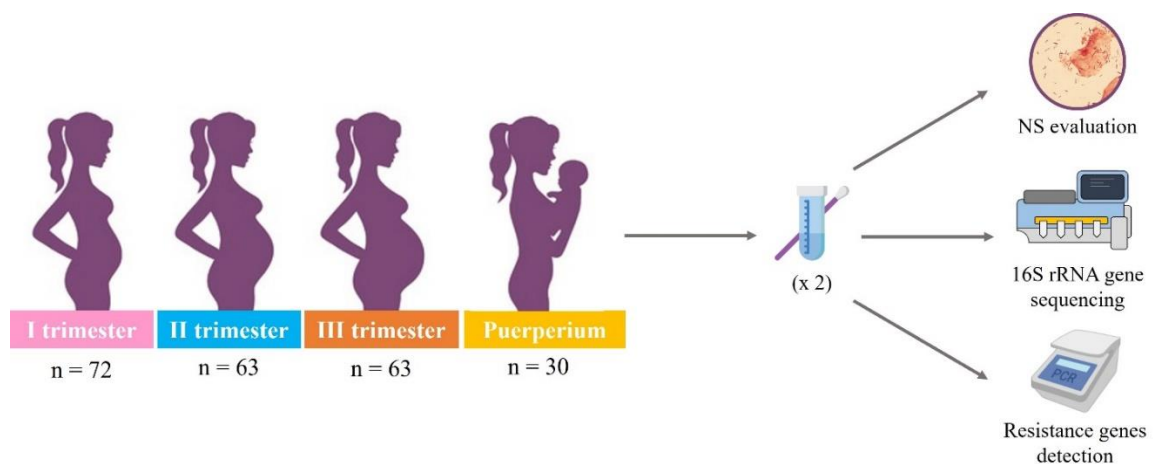 I trimester
II trimester
III trimester
Puerperium
n = 72
n = 63
n = 63
n = 30
(x 2)
NS evaluation
16S rRNA gene
sequencing
PCR
Resistance genes
detection